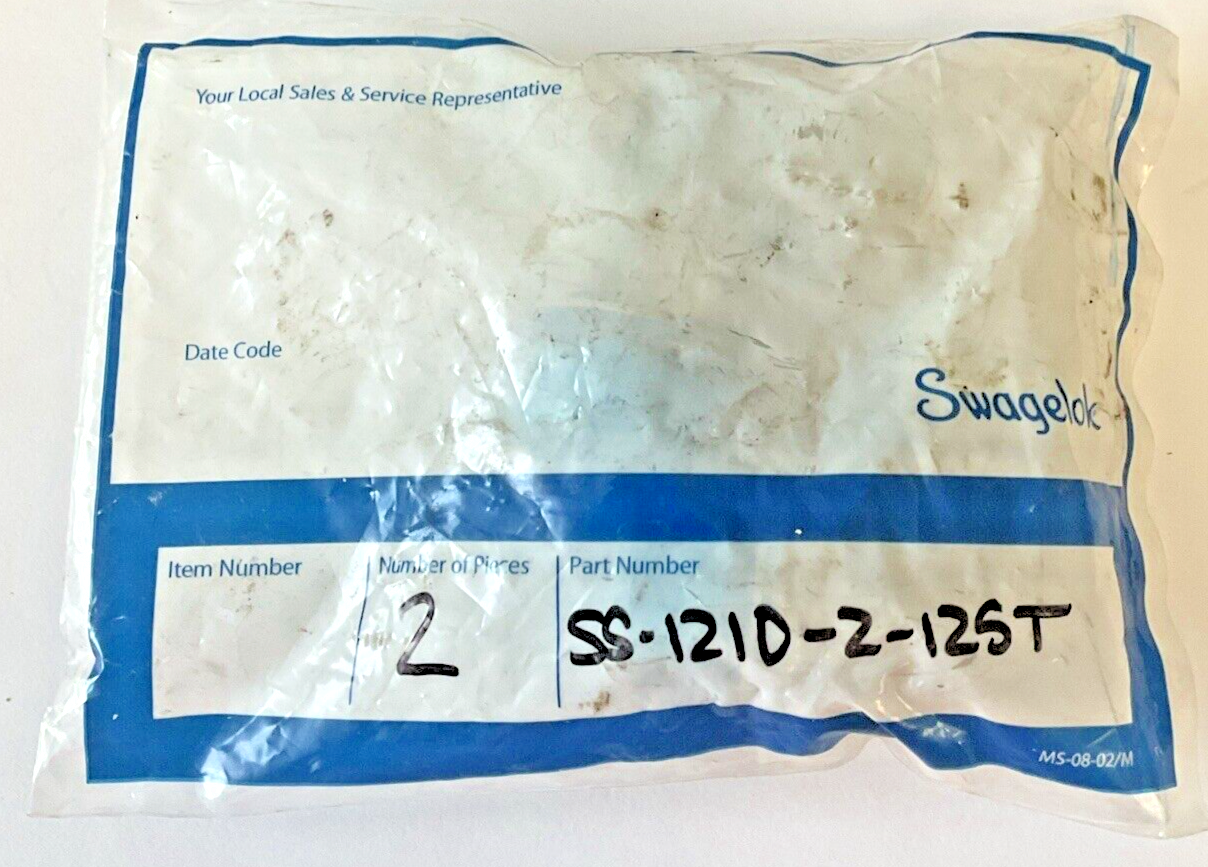 Your Local Sales & Service Representative
Date Code
Swagelok
Item Number
Number of Pieces
Part Number
2
SS-1210-2-12ST
MS-08-02/M